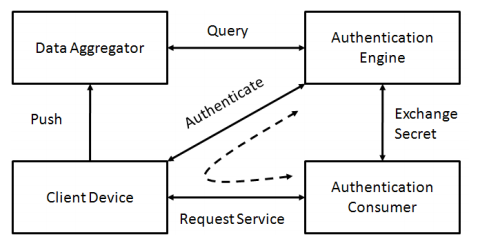 Query
Data Aggregator
Authentication
Engine
Authenticate
Push
Exchange
Secret
Client Device
Authentication
Consumer
Request Service